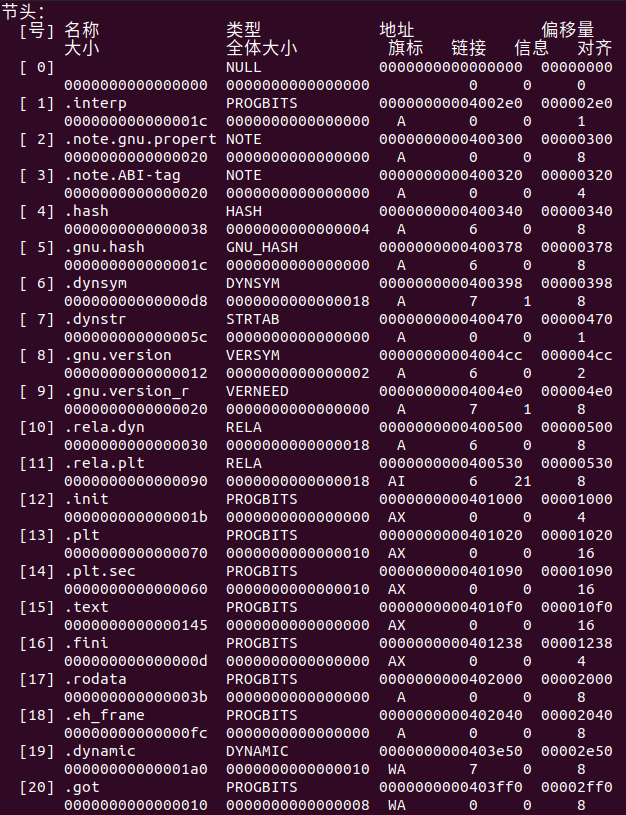 节头：
[号] 名称 类型 地址 偏移量
大小 全体大小 旗标 链接 信息 对齐
[ 0] NULL 0000000000000000 00000000
0000000000000000 0000000000000000 0 0 0
[ 1] .interp PROGBITS 00000000004002e0 000002e0
000000000000001c 0000000000000000 A 0 0 1
[ 2] .note.gnu.propert NOTE 0000000000400300 00000300
0000000000000020 0000000000000000 A 0 0 8
[ 3] .note.ABI-tag NOTE 0000000000400320 00000320
0000000000000020 0000000000000000 A 0 0 4
[ 4] .hash HASH 0000000000400340 00000340
0000000000000038 0000000000000004 A 6 0 8
[ 5] .gnu.hash GNU_HASH 0000000000400378 00000378
000000000000001c 0000000000000000 A 6 0 8
[ 6] .dynsym DYNSYM 0000000000400398 00000398
00000000000000d8 0000000000000018 A 7 1 8
[ 7] .dynstr STRTAB 0000000000400470 00000470
000000000000005c 0000000000000000 A 0 0 1
[ 8] .gnu.version VERSYM 00000000004004cc 000004cc
0000000000000012 0000000000000002 A 6 0 2
[ 9] .gnu.version_r VERNEED 00000000004004e0 000004e0
0000000000000020 0000000000000000 A 7 1 8
[10] .rela.dyn RELA 0000000000400500 00000500
0000000000000030 0000000000000018 A 6 0 8
[11] .rela.plt RELA 0000000000400530 00000530
0000000000000090 0000000000000018 AI 6 21 8
[12] .init PROGBITS 0000000000401000 00001000
000000000000001b 0000000000000000 AX 0 0 4
[13] .plt PROGBITS 0000000000401020 00001020
0000000000000070 0000000000000010 AX 0 0 16
[14] .plt.sec PROGBITS 0000000000401090 00001090
0000000000000060 0000000000000010 AX 0 0 16
[15] .text PROGBITS 00000000004010f0 000010f0
0000000000000145 0000000000000000 AX 0 0 16
[16] .fini PROGBITS 0000000000401238 00001238
000000000000000d 0000000000000000 AX 0 0 4
[17] .rodata PROGBITS 0000000000402000 00002000
000000000000003b 0000000000000000 A 0 0 8
[18] .eh_frame PROGBITS 0000000000402040 00002040
00000000000000fc 0000000000000000 A 0 0 8
[19] .dynamic DYNAMIC 0000000000403e50 00002e50
00000000000001a0 0000000000000010 WA 7 0 8
[20] .got PROGBITS 0000000000403ff0 00002ff0
0000000000000010 0000000000000008 WA 0 0 8